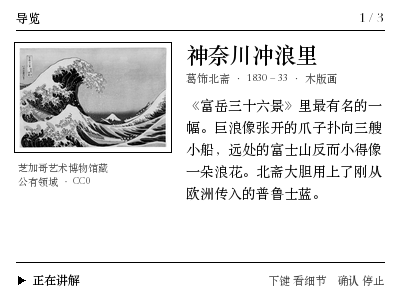 导览
1 / 3
神奈川冲浪里
葛饰北斋 · 1830–33 · 木版画
《富岳三十六景》里最有名的一
幅。巨浪像张开的爪子扑向三艘
小船，远处的富士山反而小得像
一朵浪花。北斋大胆用上了刚从
欧洲传入的普鲁士蓝。
芝加哥艺术博物馆藏
公有领域 · CC0
▶ 正在讲解
下键 看细节 确认 停止